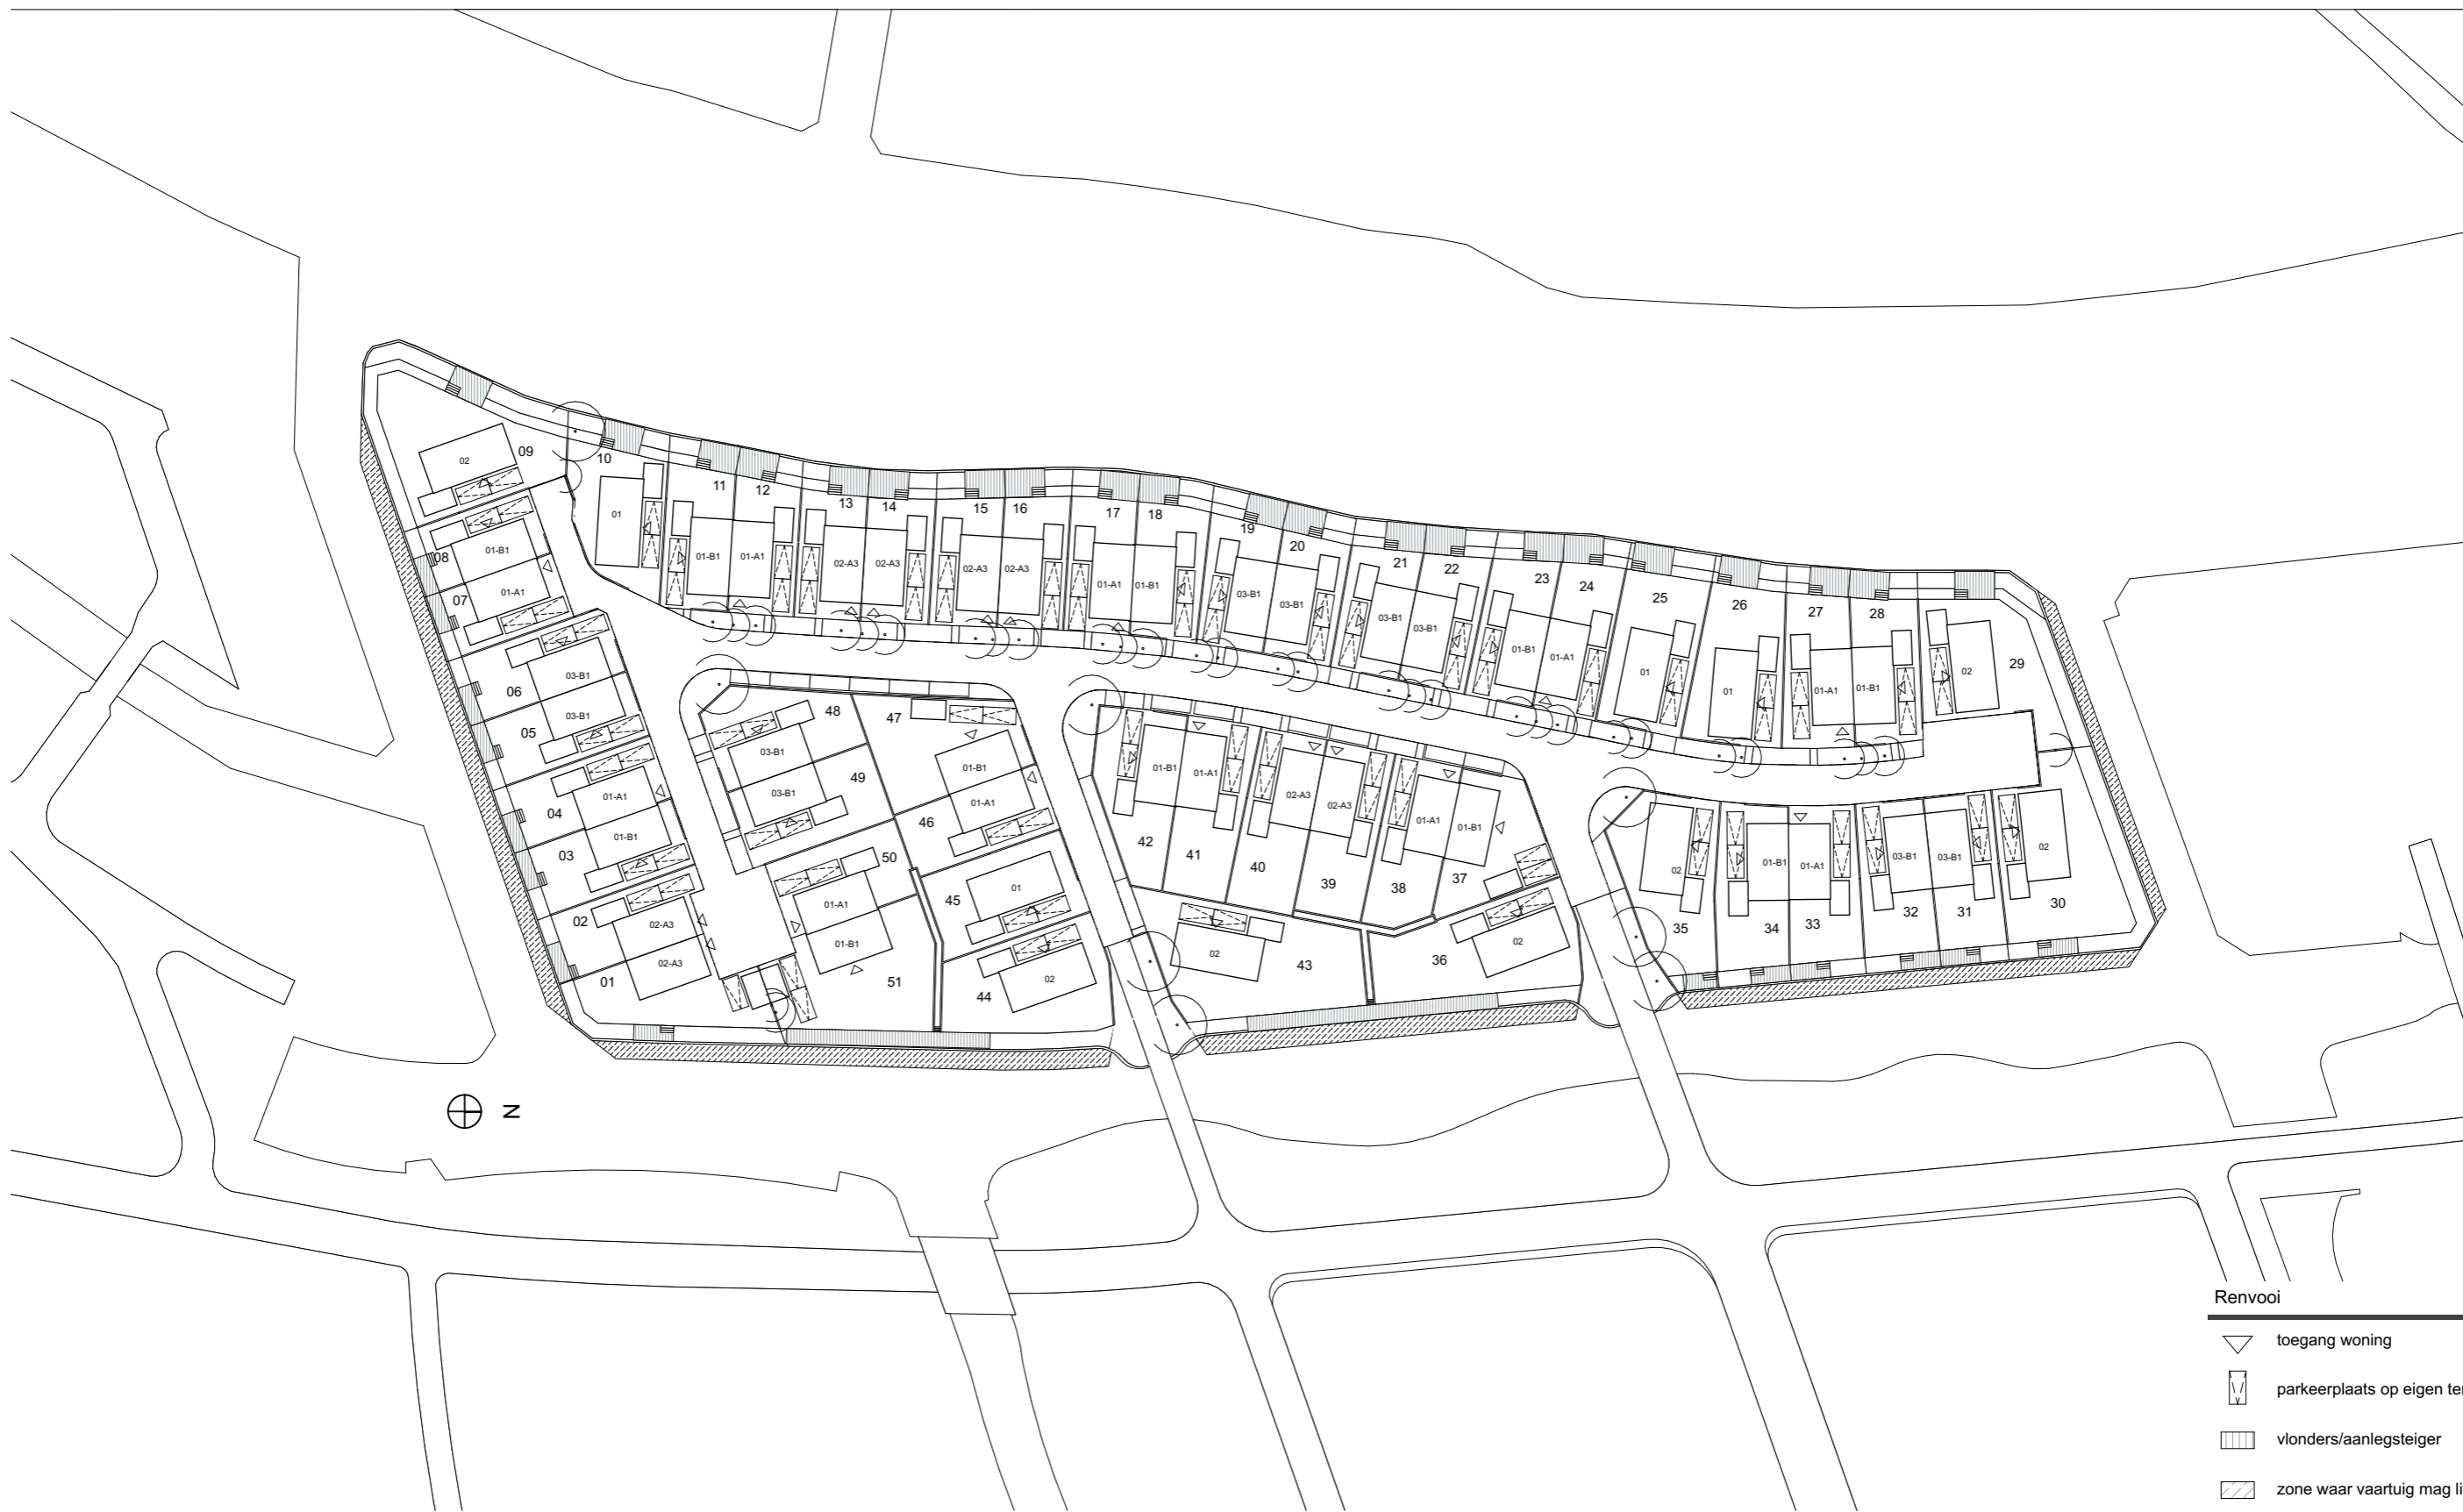 09
02
10
01
08
01-B1
07
01-A1
06
03-B1
03-B1
05
04
01-A1
01-B1
03
02
02-A3
02-A3
01
11
12
01-B1
01-A1
13
14
02-A3
02-A3
15
16
02-A3
02-A3
17
18
01-A1
01-B1
19
20
03-B1
03-B1
21
22
03-B1
03-B1
23
24
01-B1
01-A1
25
01
26
01
27
28
01-A1
01-B1
29
02
48
47
03-B1
03-B1
49
01-B1
01-A1
46
50
01-A1
01-B1
51
45
01
44
02
42
01-B1
01-A1
41
40
02-A3
02-A3
39
38
01-A1
01-B1
37
43
02
36
02
35
02
34
33
01-B1
01-A1
32
31
03-B1
03-B1
30
02
N
Renvooi
toegang woning
parkeerplaats op eigen
vlonders/aanlegsteiger
zone waar vaartuig mag